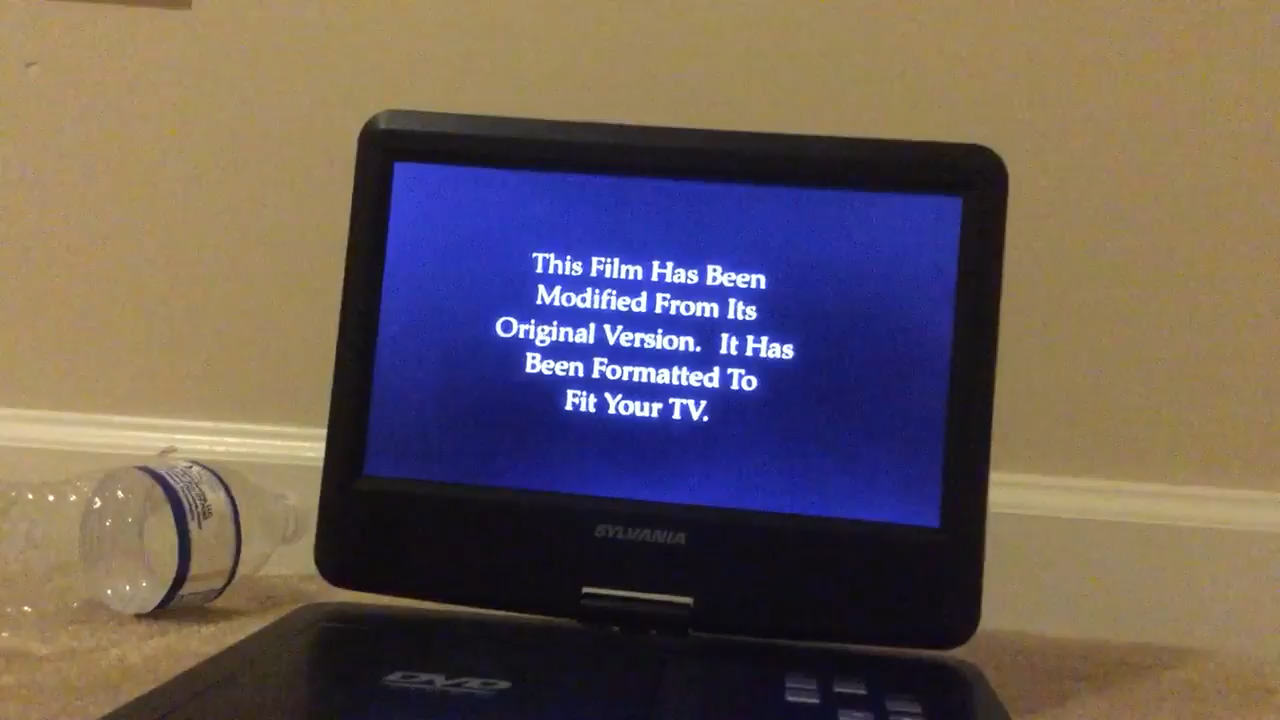 This Film Has Been
Modified From Its
Original Version. It Has
Been Formatted To
Fit Your TV.
SYLVANIA
DVD